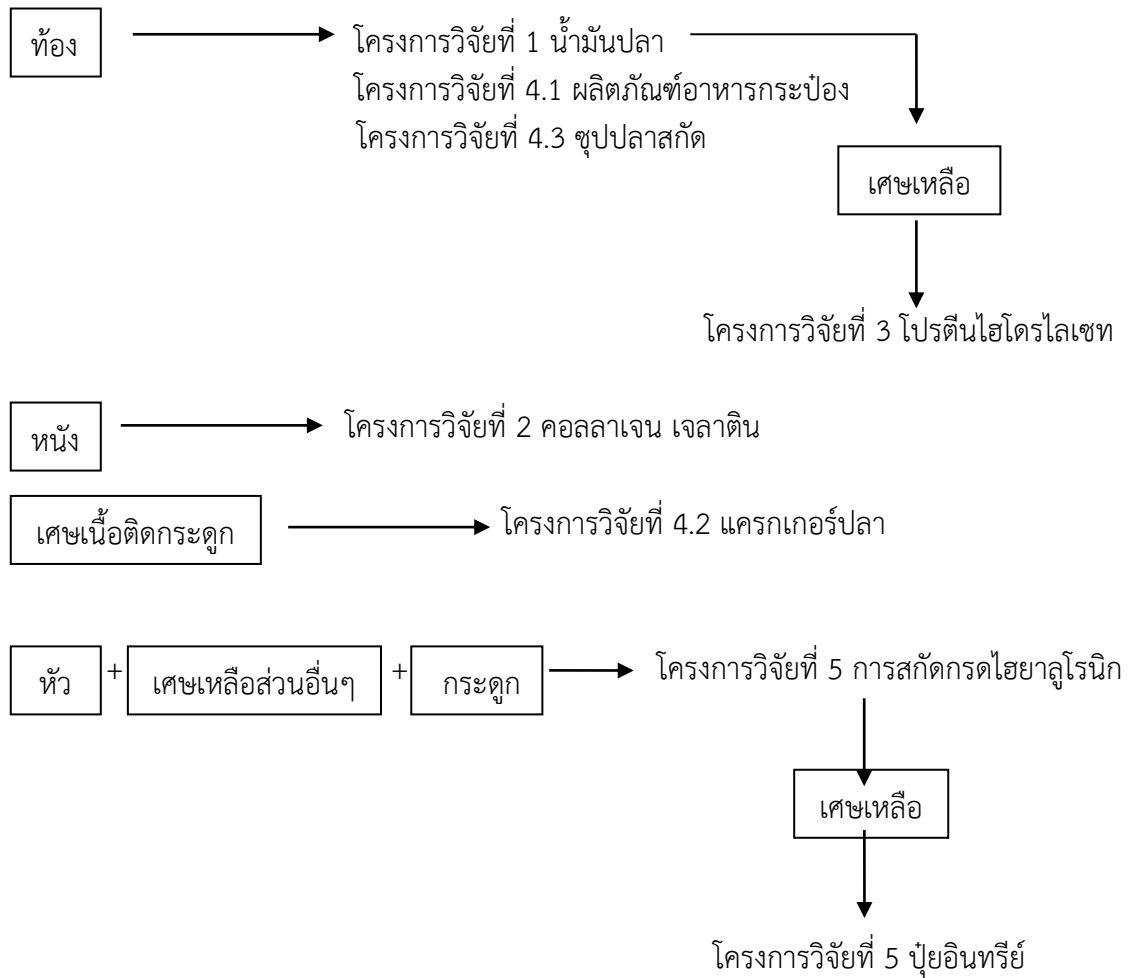 ท้อง
โครงการวิจัยที่ 1 น้ำมันปลา
โครงการวิจัยที่ 4.1 ผลิตภัณฑ์อาหารกระป๋อง
โครงการวิจัยที่ 4.3 ซุปปลาสกัด
เศษเหลือ
โครงการวิจัยที่ 3 โปรตีนไฮโดรไลเซท
หนัง
โครงการวิจัยที่ 2 คอลลาเจน เจลาติน
เศษเนื้อติดกระดูก
โครงการวิจัยที่ 4.2 แครกเกอร์ปลา
หัว + เศษเหลือส่วนอื่นๆ + กระดูก
โครงการวิจัยที่ 5 การสกัดกรดไฮยาลูโรนิก
เศษเหลือ
โครงการวิจัยที่ 5 ปุ๋ยอินทรีย์